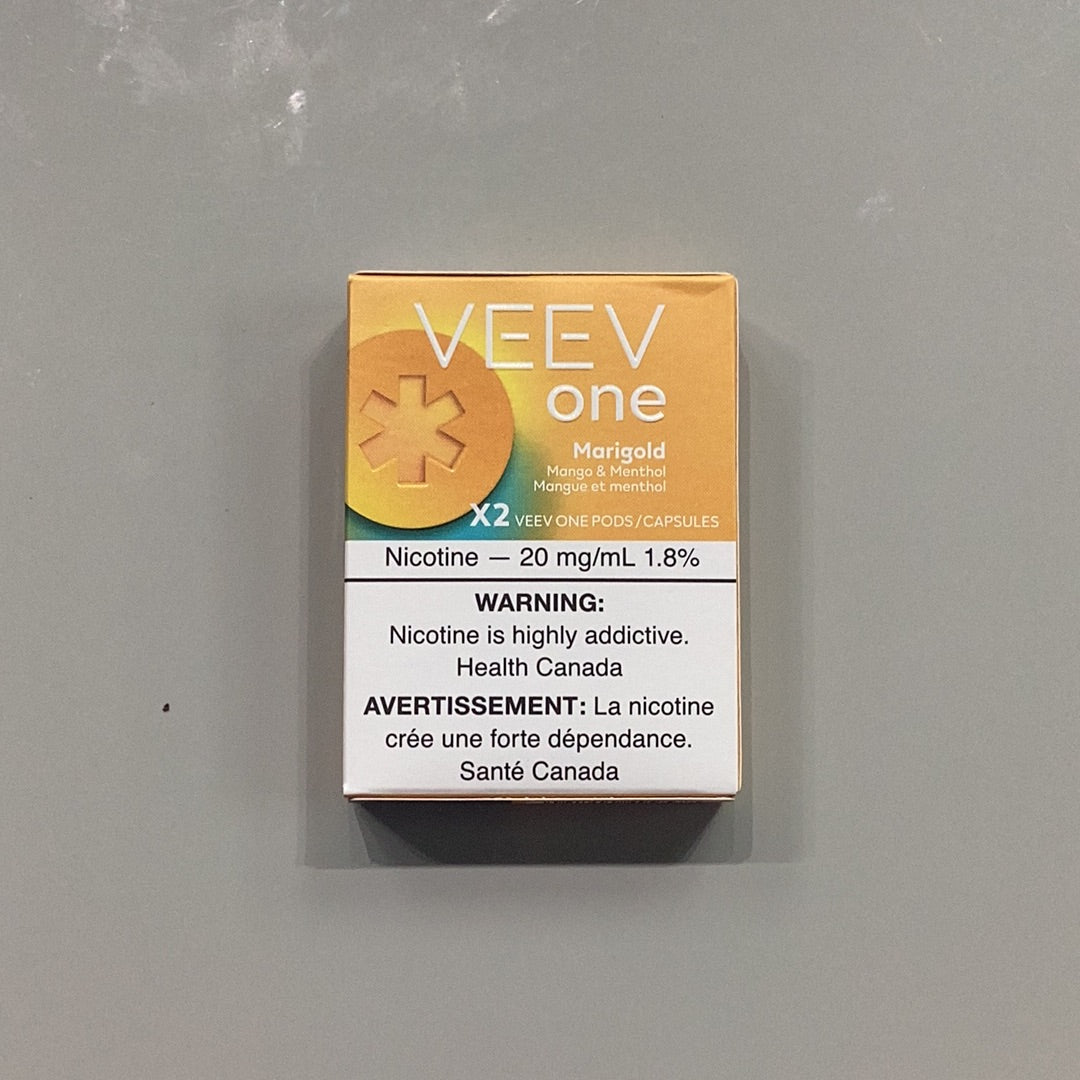 VEEV
one
Marigold
Mango & Menthol
Mangue et menthol
X2 VEEV ONE PODS / CAPSULES
Nicotine — 20 mg/mL 1.8%
WARNING:
Nicotine is highly addictive.
Health Canada
AVERTISSEMENT: La nicotine
crée une forte dépendance.
Santé Canada